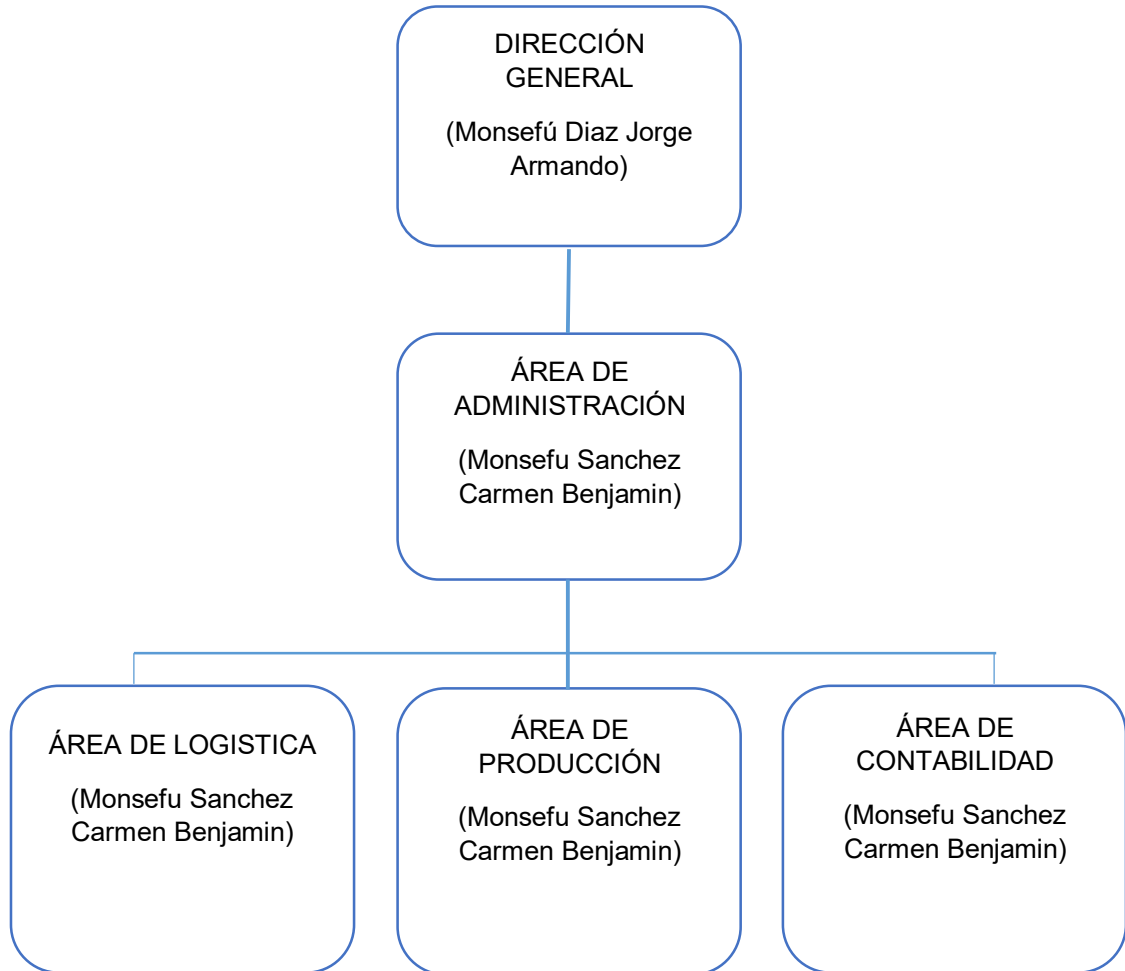 DIRECCIÓN
GENERAL
(Monsefú Diaz Jorge
Armando)
ÁREA DE
ADMINISTRACIÓN
(Monsefu Sanchez
Carmen Benjamin)
ÁREA DE LOGISTICA
(Monsefu Sanchez
Carmen Benjamin)
ÁREA DE
PRODUCCIÓN
(Monsefu Sanchez
Carmen Benjamin)
ÁREA DE
CONTABILIDAD
(Monsefu Sanchez
Carmen Benjamin)